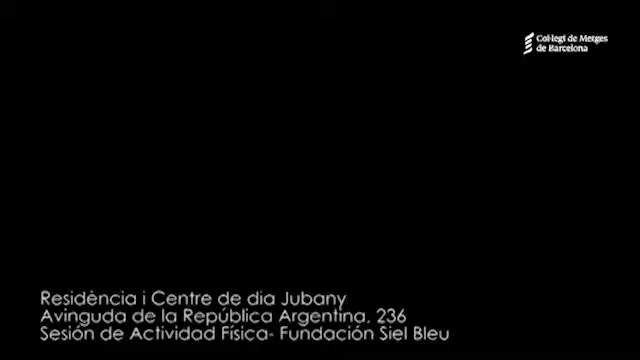 Col·legi de Metges
de Barcelona
Residència i Centre de dia Jubany
Avinguda de la República Argentina, 236
Sesión de Actividad Física- Fundación Siel Bleu